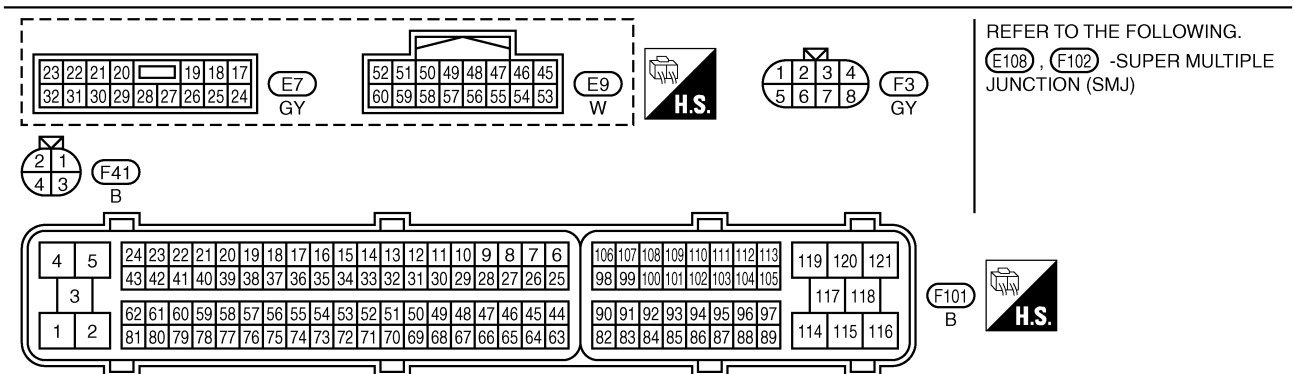 REFER TO THE FOLLOWING.
E108 , F102 -SUPER MULTIPLE
JUNCTION (SMJ)
23 22 21 20 19 18 17
32 31 30 29 28 27 26 25 24
E7
GY
52 51 50 49 48 47 46 45
60 59 58 57 56 55 54 53
E9
W
H.S.
1 2 3 4
5 6 7 8
F3
GY
2 1
4 3
F41
B
4 5
3
1 2
24 23 22 21 20 19 18 17 16 15 14 13 12 11 10 9 8 7 6
43 42 41 40 39 38 37 36 35 34 33 32 31 30 29 28 27 26 25
62 61 60 59 58 57 56 55 54 53 52 51 50 49 48 47 46 45 44
81 80 79 78 77 76 75 74 73 72 71 70 69 68 67 66 65 64 63
106 107 108 109 110 111 112 113
98 99 100 101 102 103 104 105
90 91 92 93 94 95 96 97
82 83 84 85 86 87 88 89
119 120 121
117 118
114 115 116
F101
B
H.S.